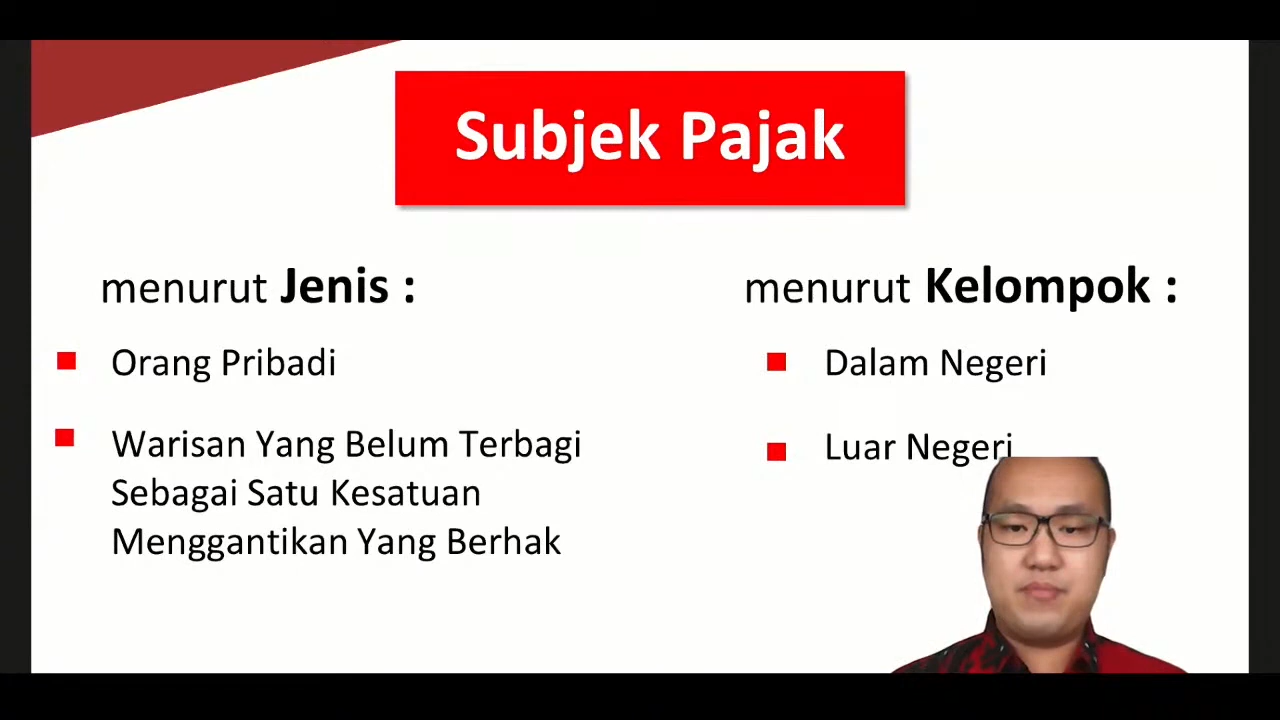 Subjek Pajak
menurut Jenis :
Orang Pribadi
Warisan Yang Belum Terbagi
Sebagai Satu Kesatuan
Menggantikan Yang Berhak
menurut Kelompok :
Dalam Negeri
Luar Negeri